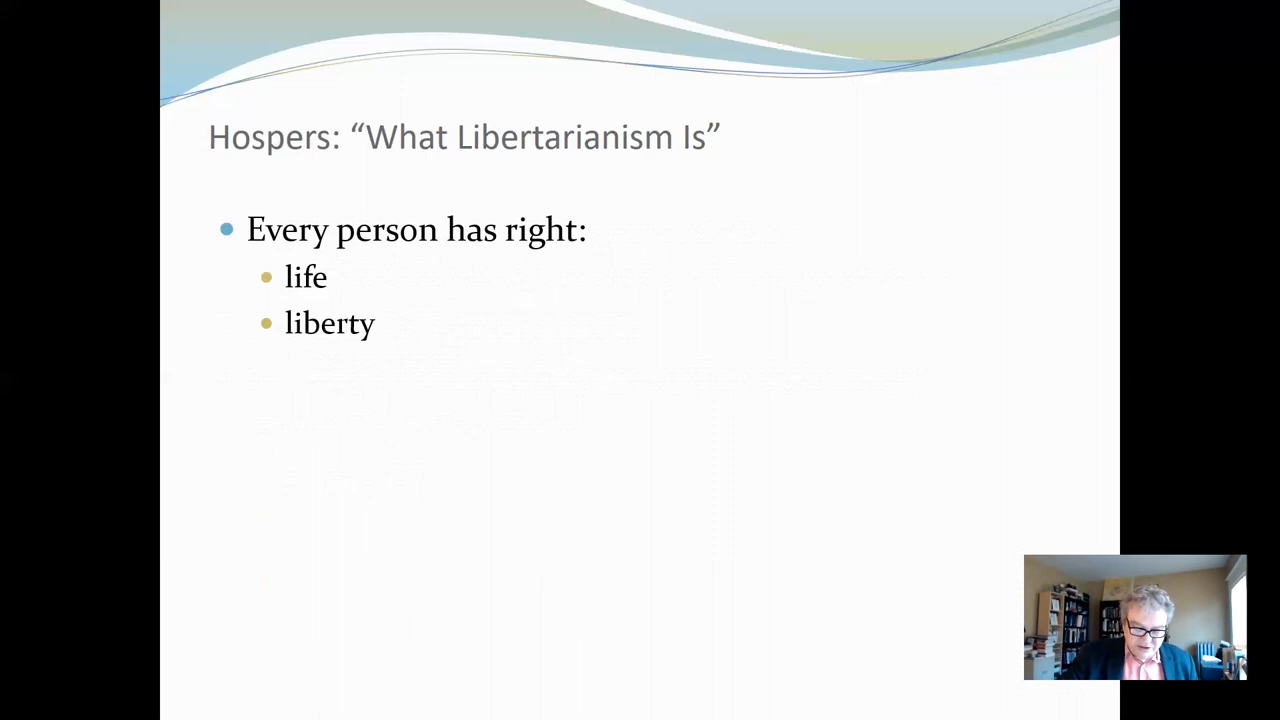 Hospers: “What Libertarianism Is”
Every person has right:
life
liberty